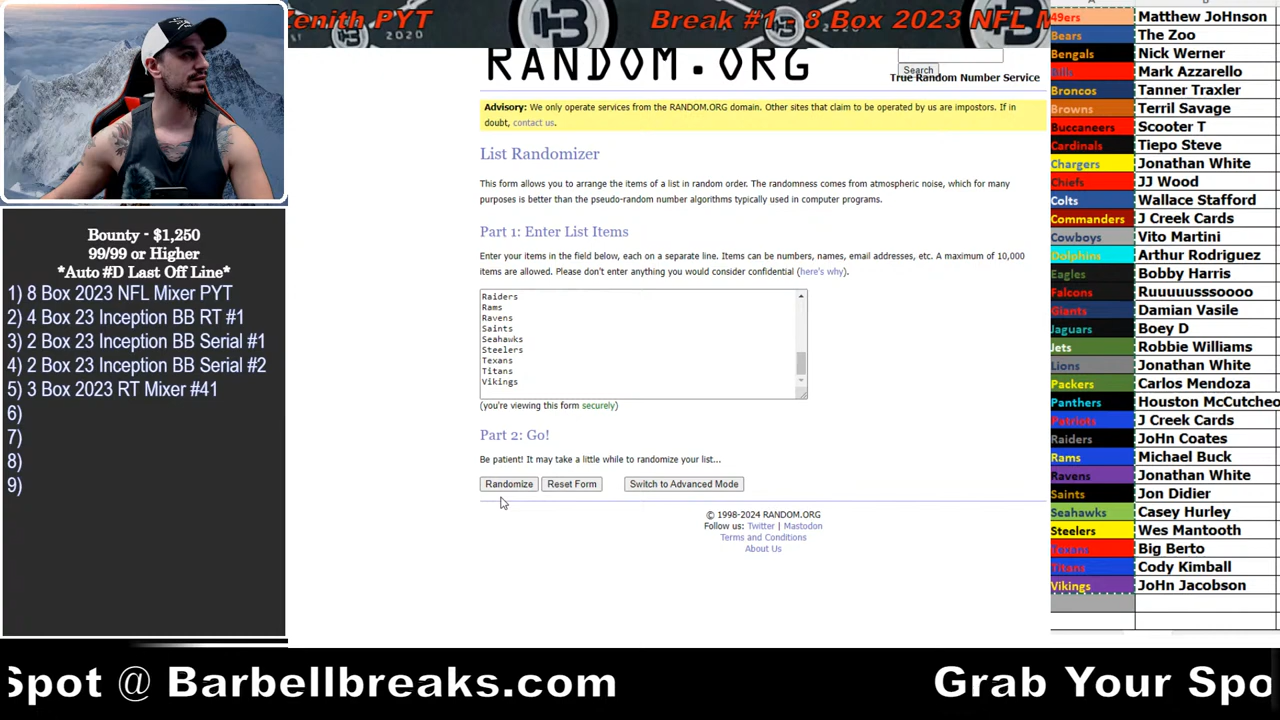 Zenith PYT
Break #1 - 8 Box 2023 NFL M
RANDOM.ORG
Search
True Random Number Service
Advisory: We only operate services from the RANDOM.ORG domain. Other sites that claim to be operated by us are impostors. If in
doubt, contact us.
List Randomizer
This form allows you to arrange the items of a list in random order. The randomness comes from atmospheric noise, which for many
purposes is better than the pseudo-random number algorithms typically used in computer programs.
Part 1: Enter List Items
Enter your items in the field below, each on a separate line. Items can be numbers, names, email addresses, etc. A maximum of 10,000
items are allowed. Please don't enter anything you would consider confidential (here's why).
Raiders
Rams
Ravens
Saints
Seahawks
Steelers
Texans
Titans
Vikings
(you're viewing this form securely)
Part 2: Go!
Be patient! It may take a little while to randomize your list...
Randomize Reset Form Switch to Advanced Mode
© 1998-2024 RANDOM.ORG
Follow us: Twitter | Mastodon
Terms and Conditions
About Us
Bounty - $1,250
99/99 or Higher
*Auto #D Last Off Line*
1) 8 Box 2023 NFL Mixer PYT
2) 4 Box 23 Inception BB RT #1
3) 2 Box 23 Inception BB Serial #1
4) 2 Box 23 Inception BB Serial #2
5) 3 Box 2023 RT Mixer #41
6)
7)
8)
9)
49ers Matthew JoHnson
Bears The Zoo
Bengals Nick Werner
Bills Mark Azzarello
Broncos Tanner Traxler
Browns Terril Savage
Buccaneers Scooter T
Cardinals Tiepo Steve
Chargers Jonathan White
Chiefs JJ Wood
Colts Wallace Stafford
Commanders J Creek Cards
Cowboys Vito Martini
Dolphins Arthur Rodriguez
Eagles Bobby Harris
Falcons Ruuuuusssoooo
Giants Damian Vasile
Jaguars Boey D
Jets Robbie Williams
Lions Jonathan White
Packers Carlos Mendoza
Panthers Houston McCutcheo
Patriots J Creek Cards
Raiders JoHn Coates
Rams Michael Buck
Ravens Jonathan White
Saints Jon Didier
Seahawks Casey Hurley
Steelers Wes Mantooth
Texans Big Berto
Titans Cody Kimball
Vikings JoHn Jacobson
Spot @ Barbellbreaks.com Grab Your Spo